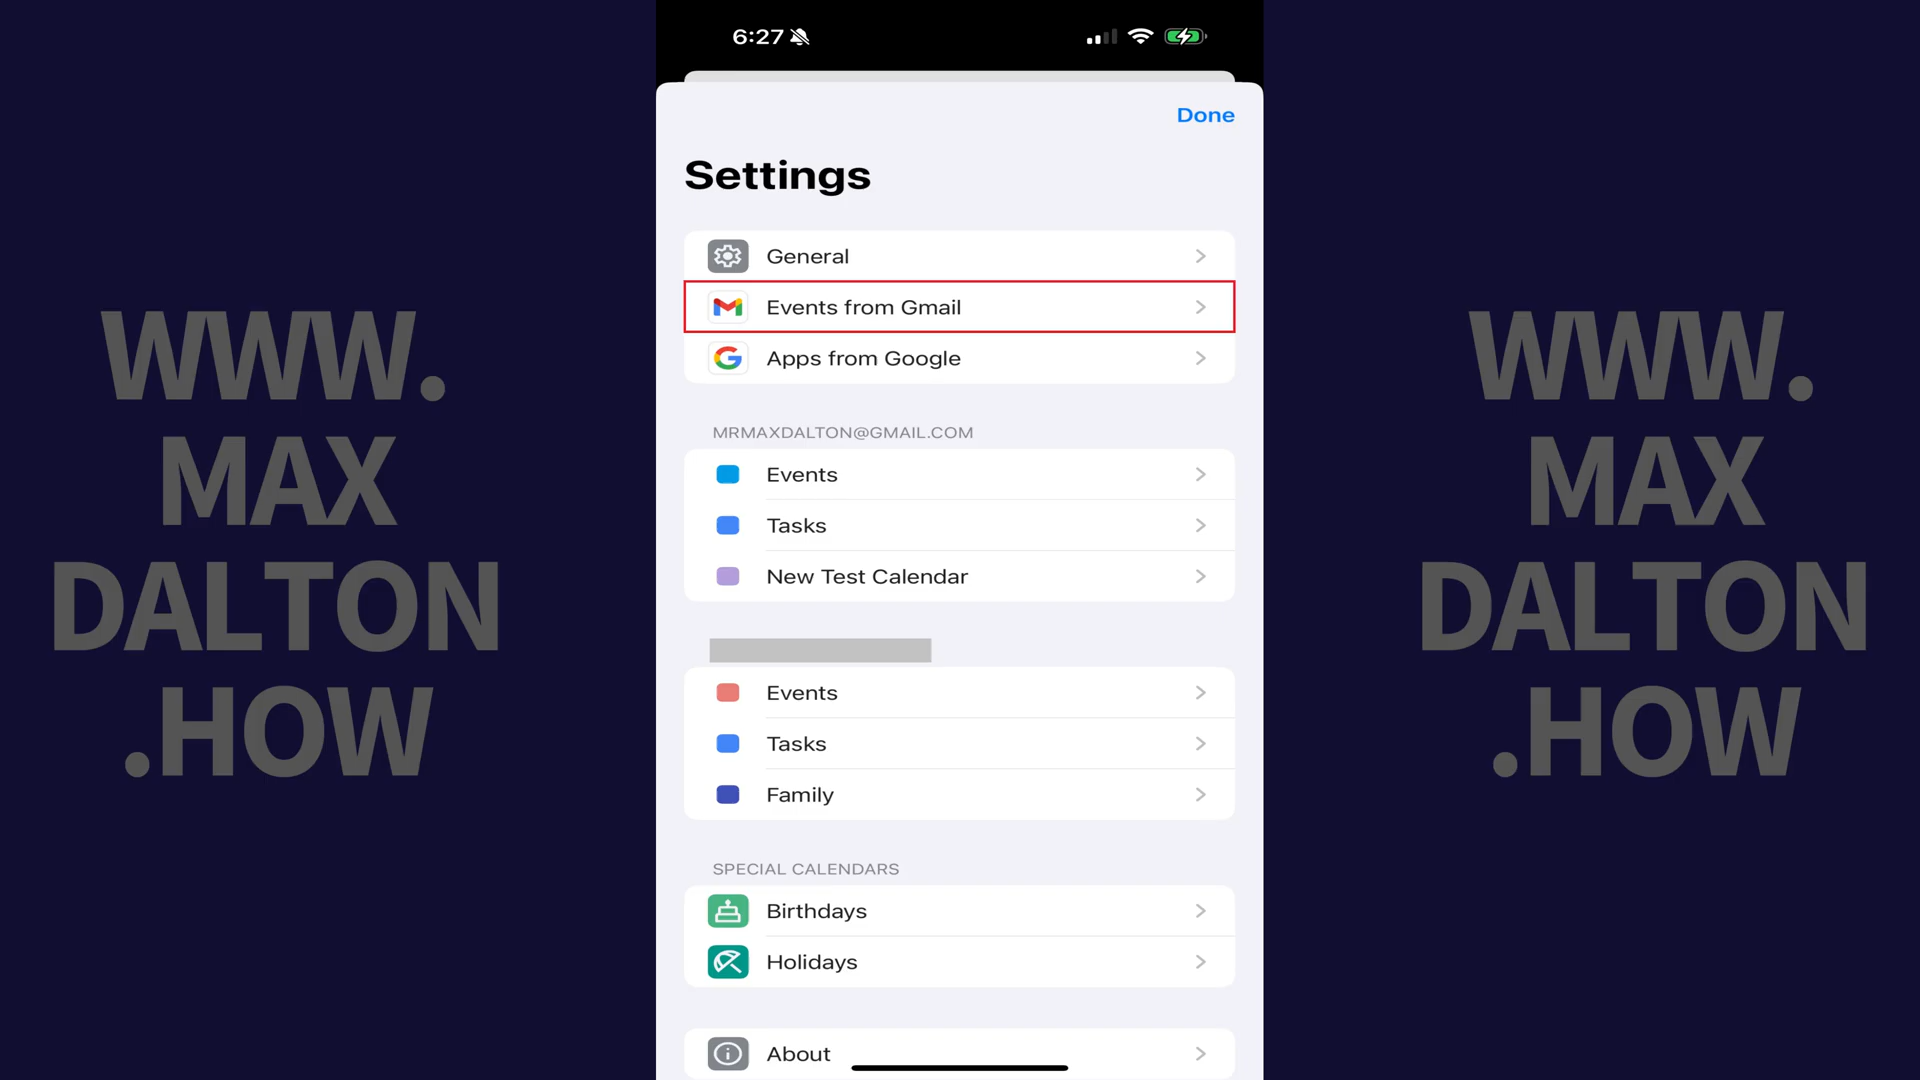 6:27
Done
Settings
General
Events from Gmail
Apps from Google
MRMAXDALTON@GMAIL.COM
Events
Tasks
New Test Calendar
Events
Tasks
Family
SPECIAL CALENDARS
Birthdays
Holidays
About
WWW.
MAX
DALTON
.HOW
WWW.
MAX
DALTON
.HOW